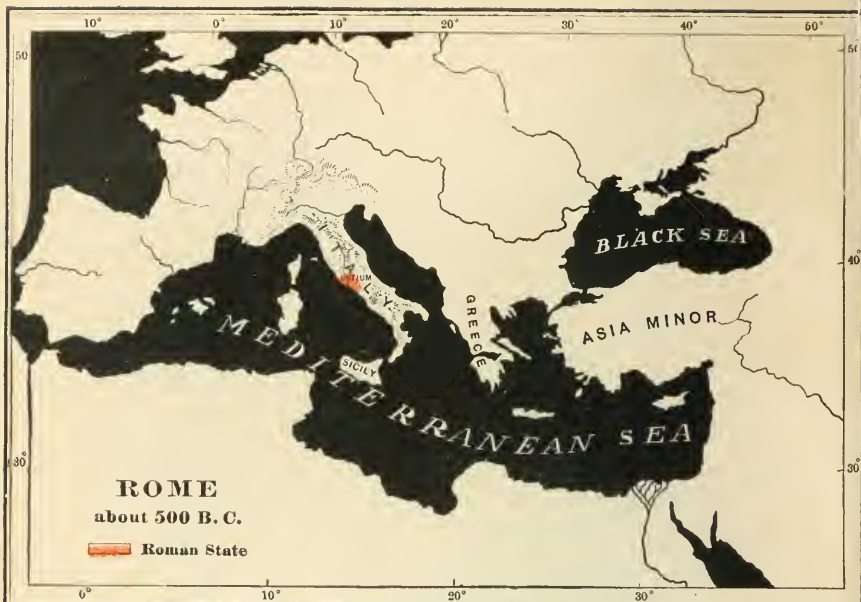 10° 0° 10° 20° 30° 40° 50°
50 50
ITALY
LATIUM
BLACK SEA
40°
GREECE
ASIA MINOR
MEDITERRANEAN SEA
SICILY
30° 30°
ROME
about 500 B. C.
Roman State
0° 10° 20° 30°